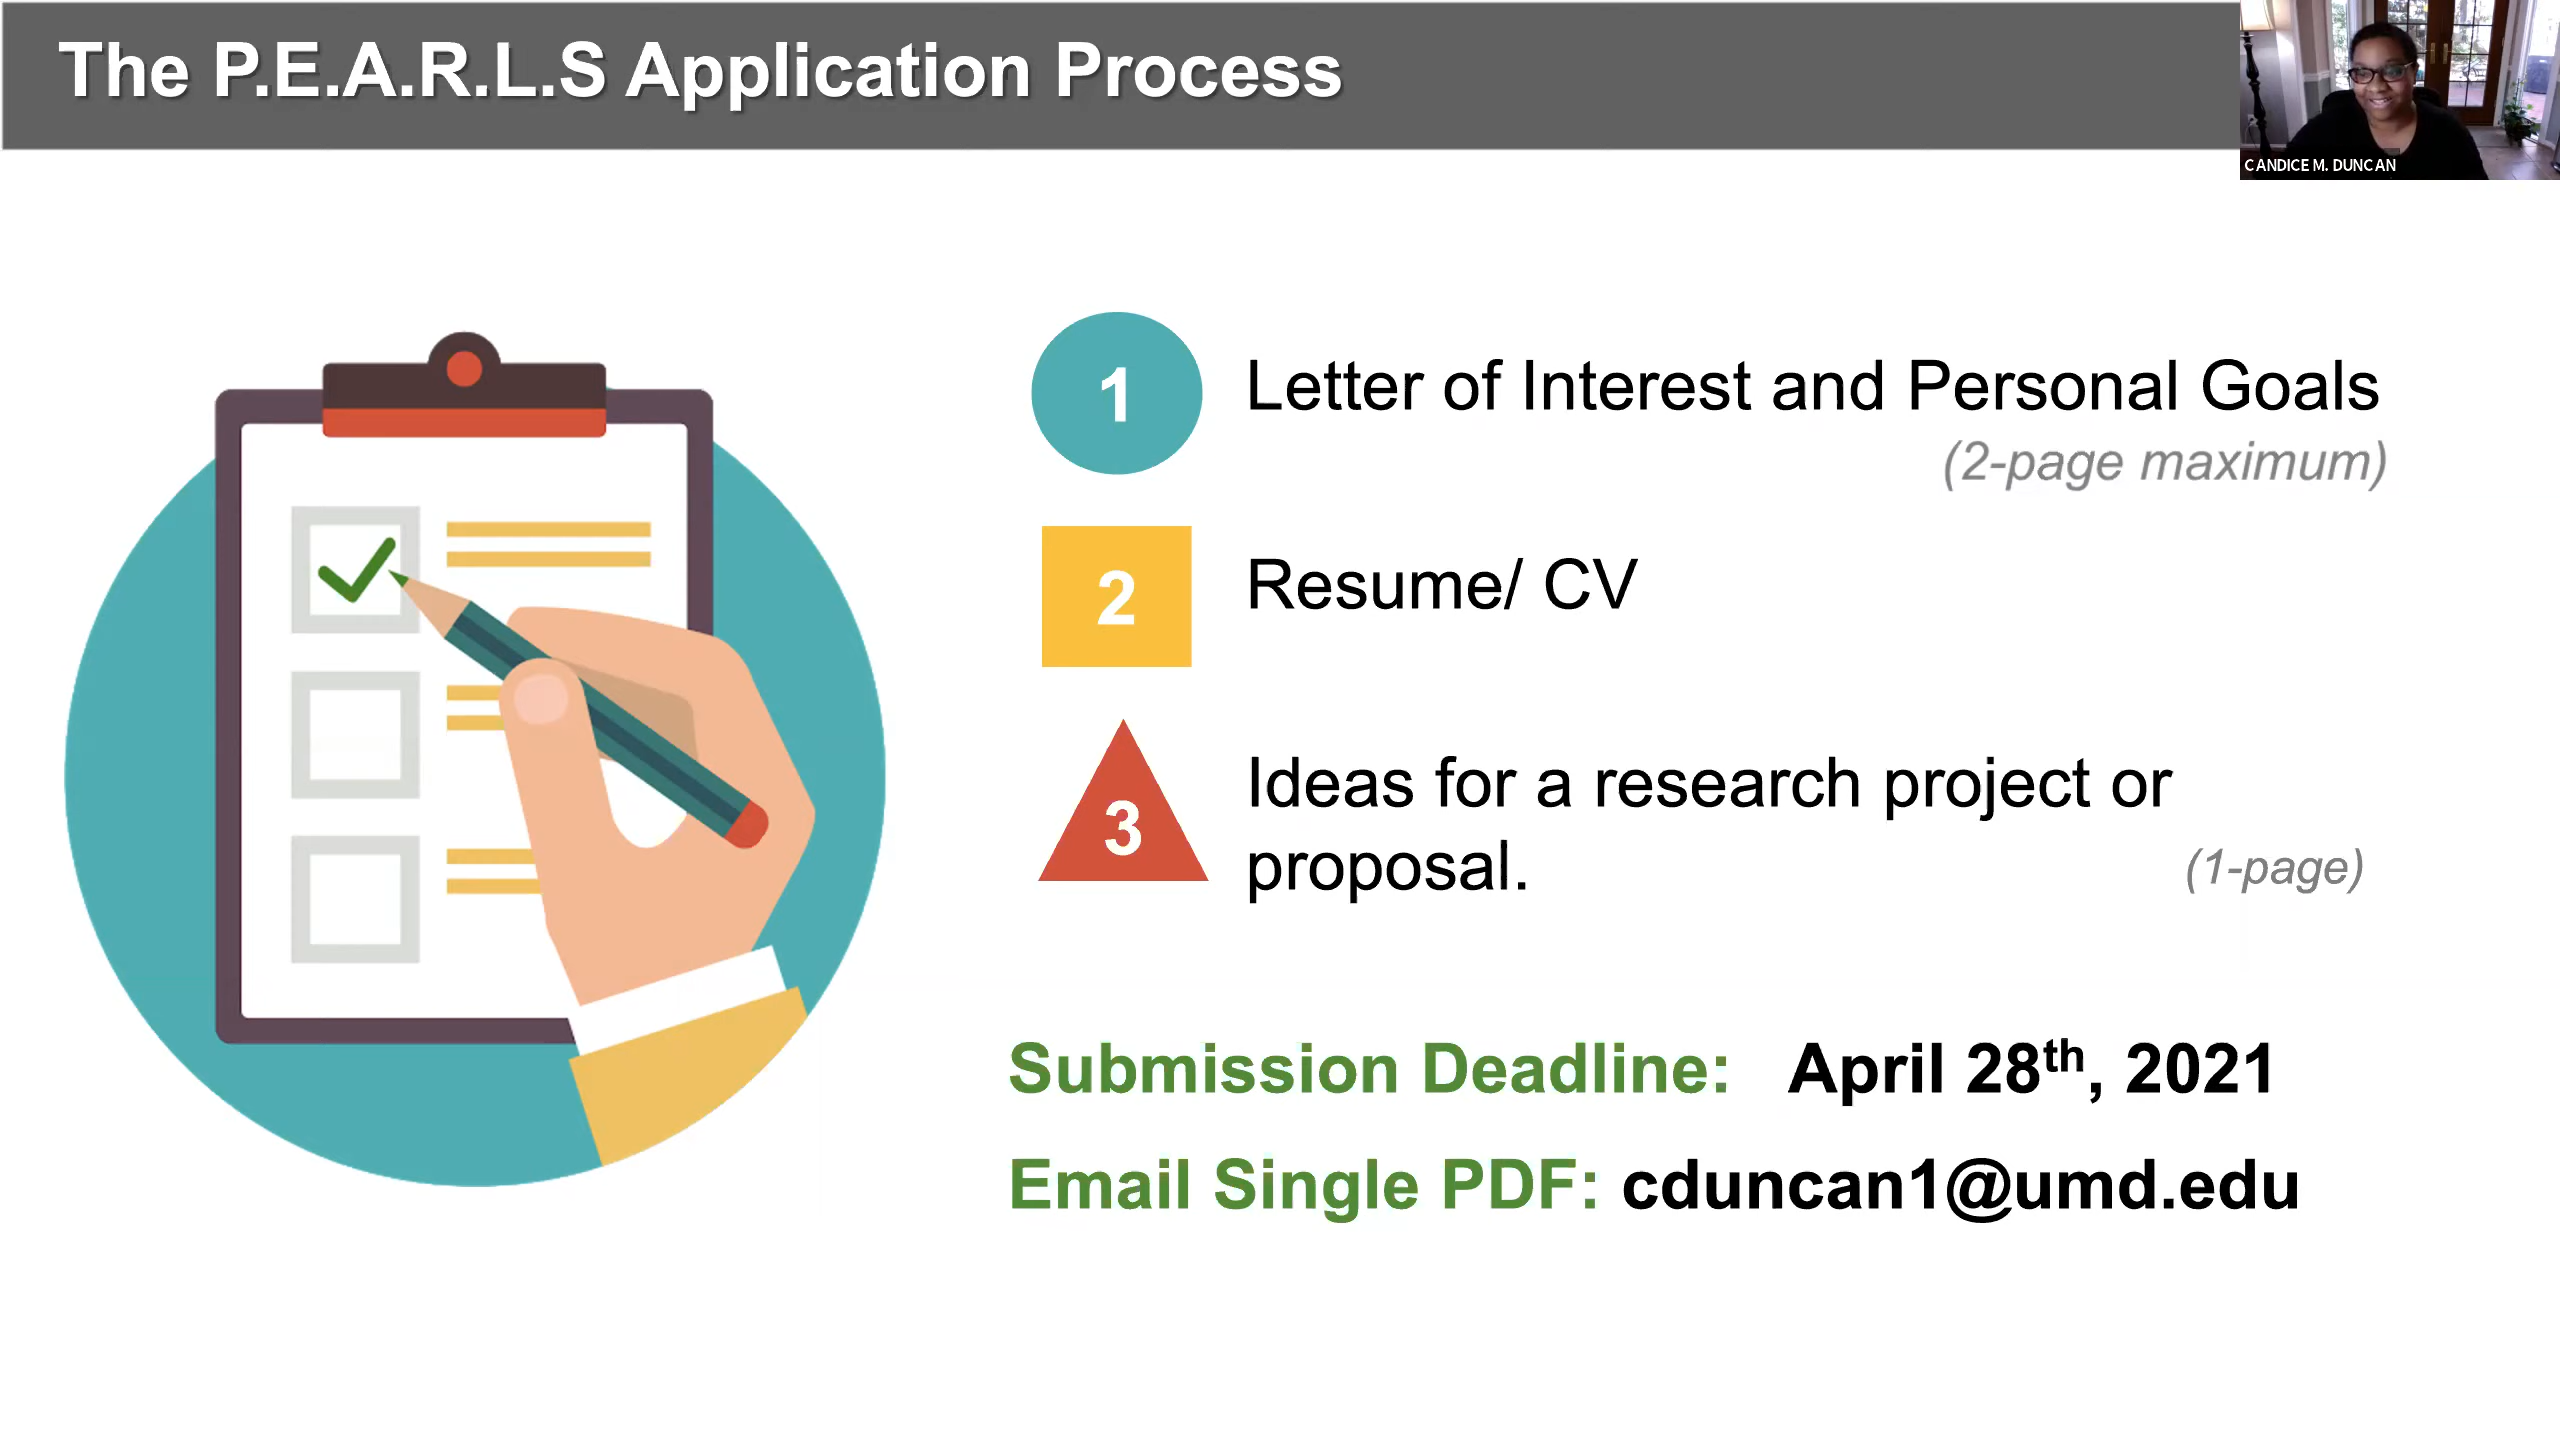 The P.E.A.R.L.S Application Process
CANDICE M. DUNCAN
1
Letter of Interest and Personal Goals
(2-page maximum)
2
Resume/ CV
3
Ideas for a research project or
proposal.
(1-page)
Submission Deadline: April 28th, 2021
Email Single PDF: cduncan1@umd.edu